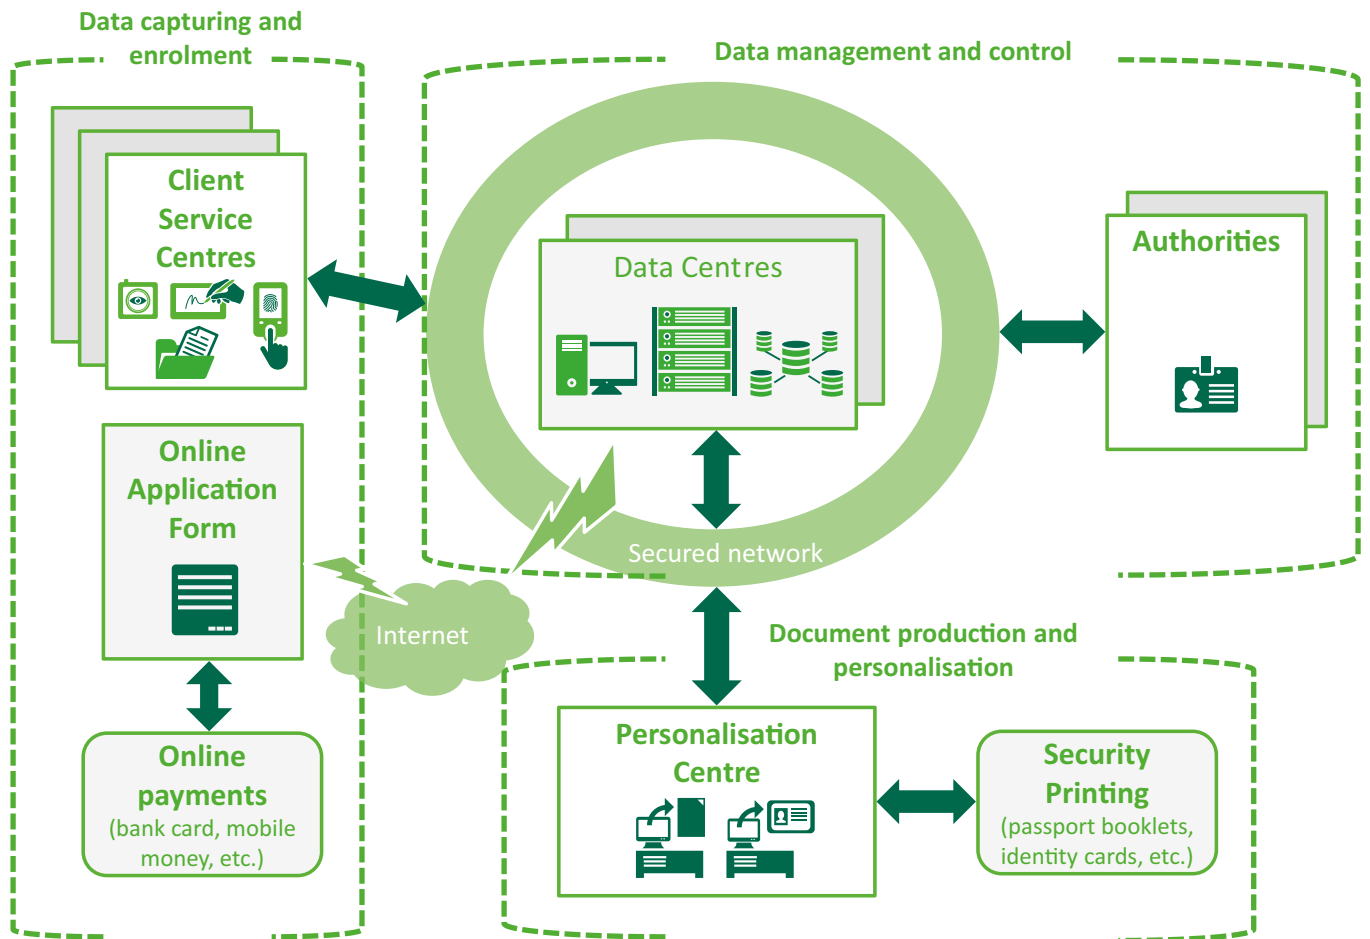 Data capturing and
enrolment
Client
Service
Centres
Online
Application
Form
Online
payments
(bank card, mobile
money, etc.)
Internet
Data management and control
Data Centres
Secured network
Authorities
Document production and
personalisation
Personalisation
Centre
Security
Printing
(passport booklets,
identity cards, etc.)